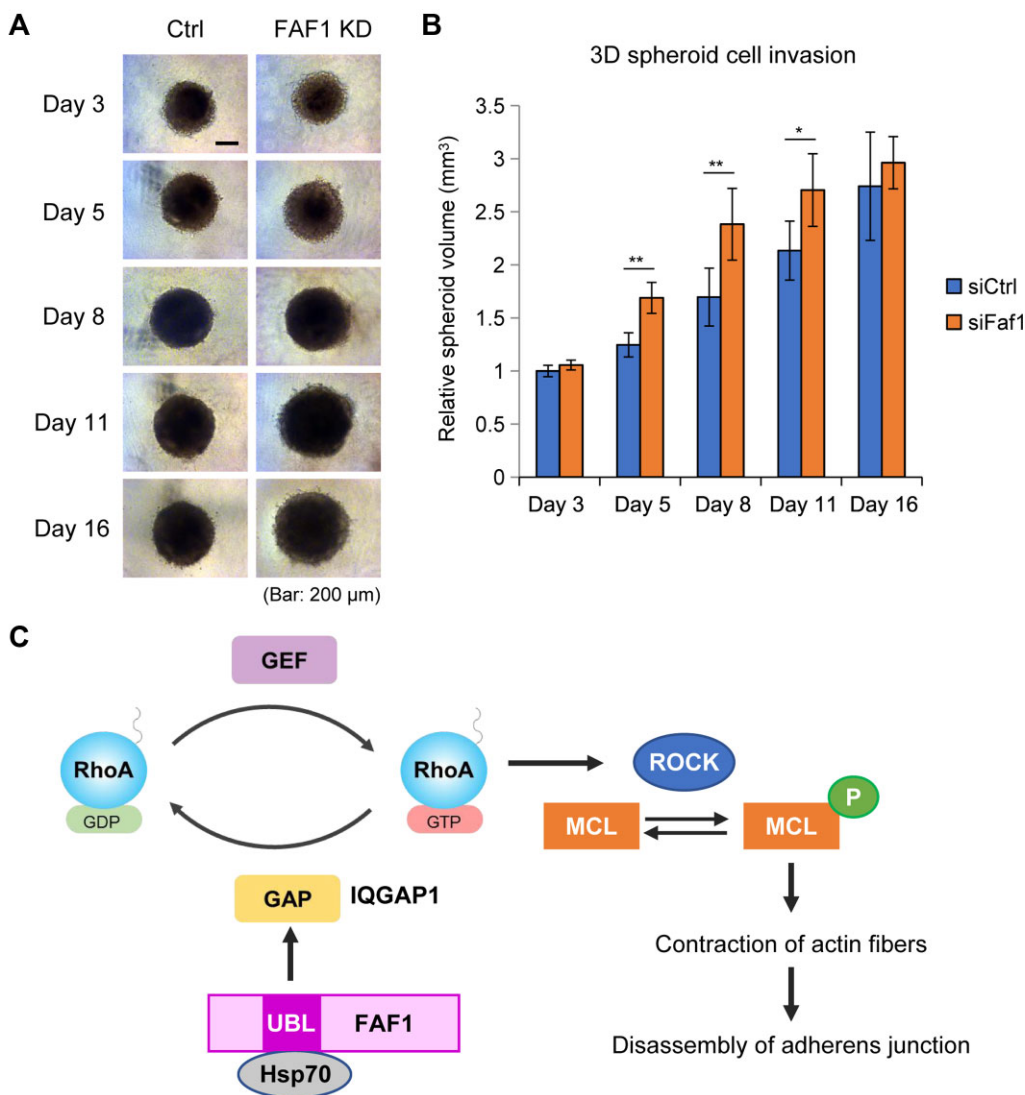 A
Ctrl
FAF1 KD
Day 3
Day 5
Day 8
Day 11
Day 16
(Bar: 200 µm)
B
3D spheroid cell invasion
Relative spheroid volume (mm³)
3.5
3
2.5
2
1.5
1
0.5
0
**
**
*
Day 3
Day 5
Day 8
Day 11
Day 16
siCtrl
siFaf1
C
GEF
RhoA
GDP
RhoA
GTP
ROCK
MCL
MCL
P
GAP
IQGAP1
Contraction of actin fibers
UBL
FAF1
Hsp70
Disassembly of adherens junction